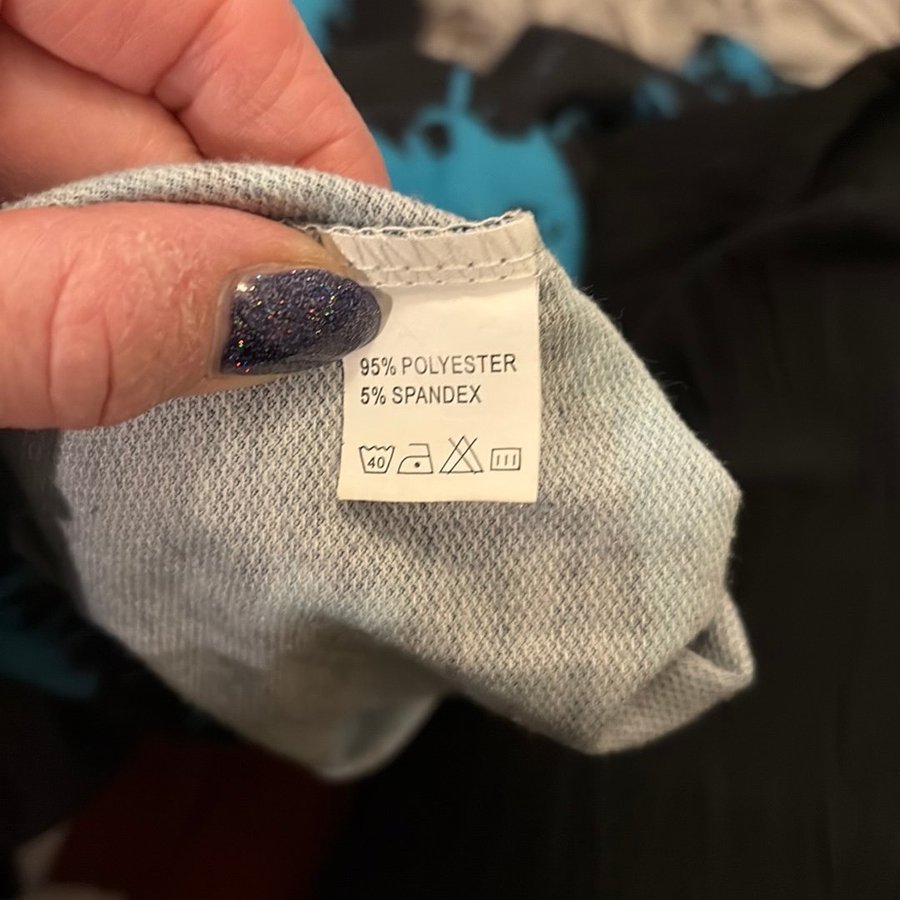 95% POLYESTER
5% SPANDEX
40